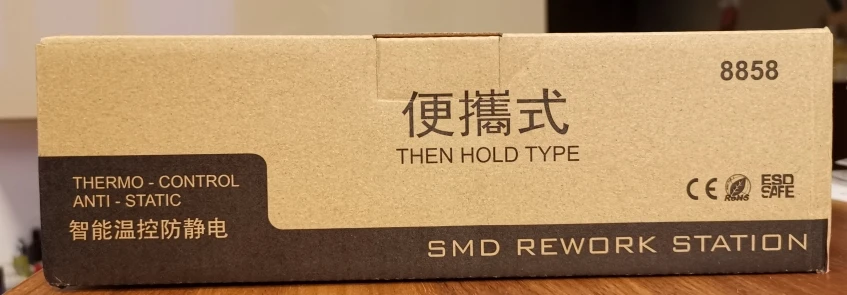 8858
便攜式
THEN HOLD TYPE
THERMO - CONTROL
ANTI - STATIC
智能温控防静电
CE RoHS ESD SAFE
SMD REWORK STATION